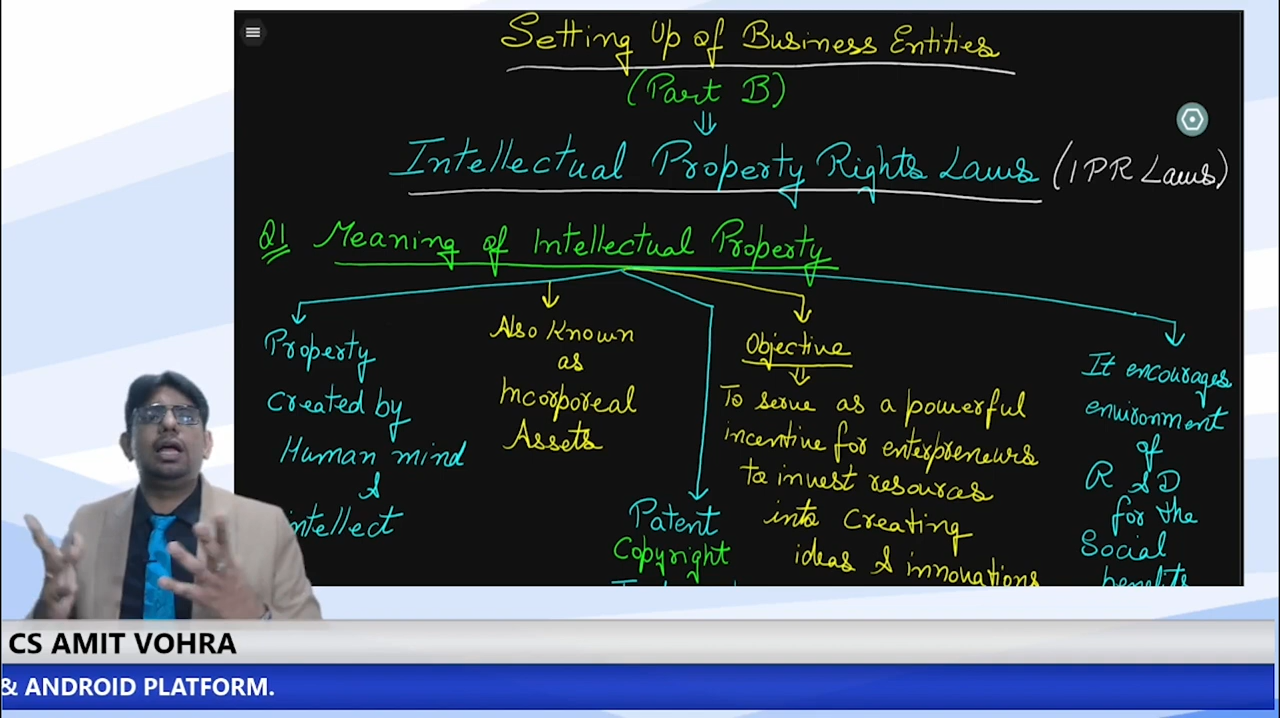 Setting Up of Business Entities
(Part B)
Intellectual Property Rights Laws (IPR Laws)
Q1 Meaning of Intellectual Property
Property
created by
Human mind
&
intellect
Also Known
as
Incorporeal
Assets
Patent
Copyright
Objective
To serve as a powerful
incentive for enterpreneurs
to invest resources
into Creating
ideas & innovations
It encourages
environment
of
R & D
for the
Social
benefits
CS AMIT VOHRA
& ANDROID PLATFORM.